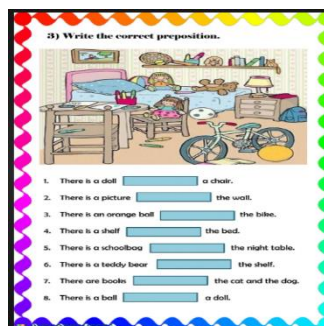 3) Write the correct preposition.
1. There is a doll a chair.
2. There is a picture the wall.
3. There is an orange ball the bike.
4. There is a shelf the bed.
5. There is a schoolbag the night table.
6. There is a teddy bear the shelf.
7. There are books the cat and the dog.
8. There is a ball a doll.